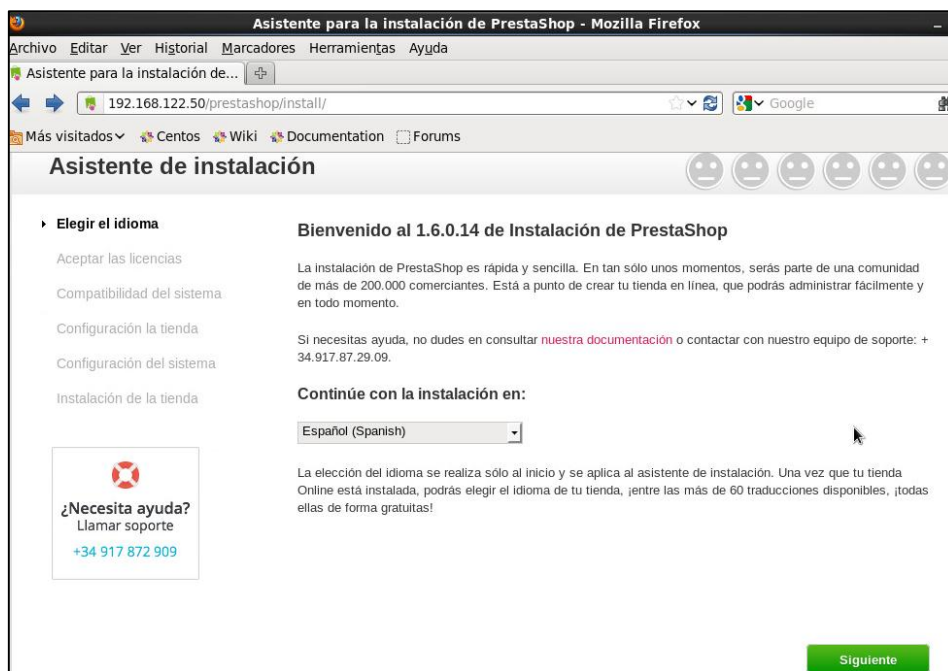 Asistente para la instalación de PrestaShop - Mozilla Firefox
Archivo Editar Ver Historial Marcadores Herramientas Ayuda
Asistente para la instalación de...
192.168.122.50/prestashop/install/
Google
Más visitados
Centos
Wiki
Documentation
Forums
Asistente de instalación
Elegir el idioma
Aceptar las licencias
Compatibilidad del sistema
Configuración la tienda
Configuración del sistema
Instalación de la tienda
¿Necesita ayuda?
Llamar soporte
+34 917 872 909
Bienvenido al 1.6.0.14 de Instalación de PrestaShop
La instalación de PrestaShop es rápida y sencilla. En tan sólo unos momentos, serás parte de una comunidad
de más de 200.000 comerciantes. Está a punto de crear tu tienda en línea, que podrás administrar fácilmente y
en todo momento.
Si necesitas ayuda, no dudes en consultar nuestra documentación o contactar con nuestro equipo de soporte: +
34.917.87.29.09.
Continúe con la instalación en:
Español (Spanish)
La elección del idioma se realiza sólo al inicio y se aplica al asistente de instalación. Una vez que tu tienda
Online está instalada, podrás elegir el idioma de tu tienda, ¡entre las más de 60 traducciones disponibles, ¡todas
ellas de forma gratuitas!
Siguiente